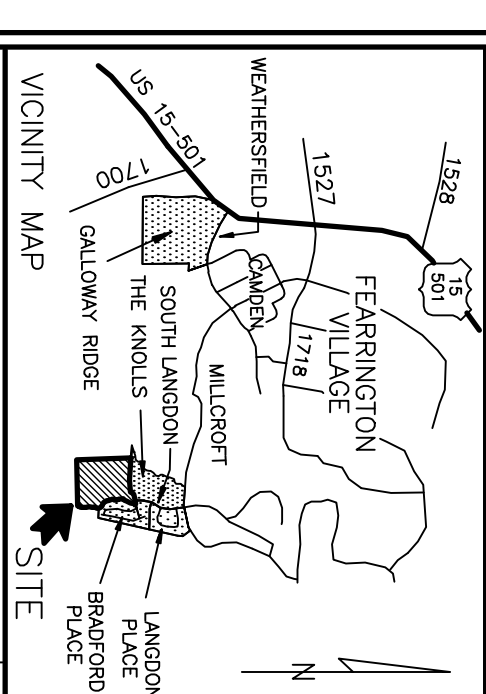 1528
15
501
1527
FEARRINGTON
VILLAGE
1718
WEATHERSFIELD
CAMDEN
US 15-501
1700
GALLOWAY RIDGE
MILLCROFT
SOUTH LANGDON
THE KNOLLS
LANGDON
PLACE
BRADFORD
PLACE
SITE
N
VICINITY MAP